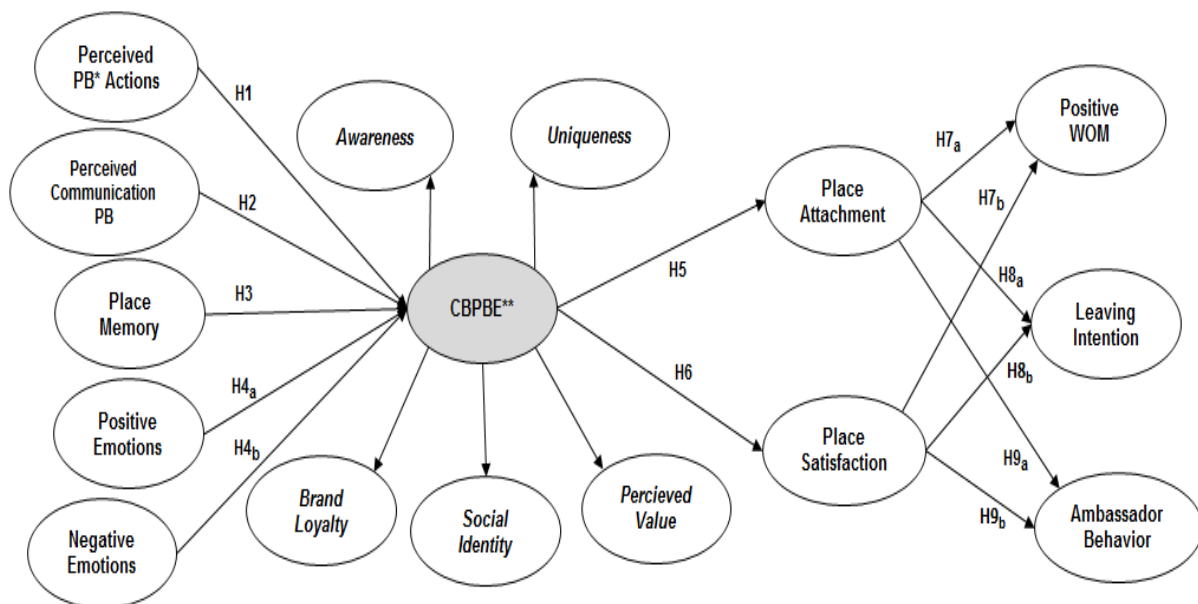 Perceived
PB* Actions
H1
Perceived
Communication
PB
H2
Place
Memory
H3
Positive
Emotions
H4a
Negative
Emotions
H4b
Awareness
Uniqueness
CBPBE**
Brand
Loyalty
Social
Identity
Percieved
Value
H5
H6
Place
Attachment
Place
Satisfaction
H7a
H7b
H8a
H8b
H9a
H9b
Positive
WOM
Leaving
Intention
Ambassador
Behavior